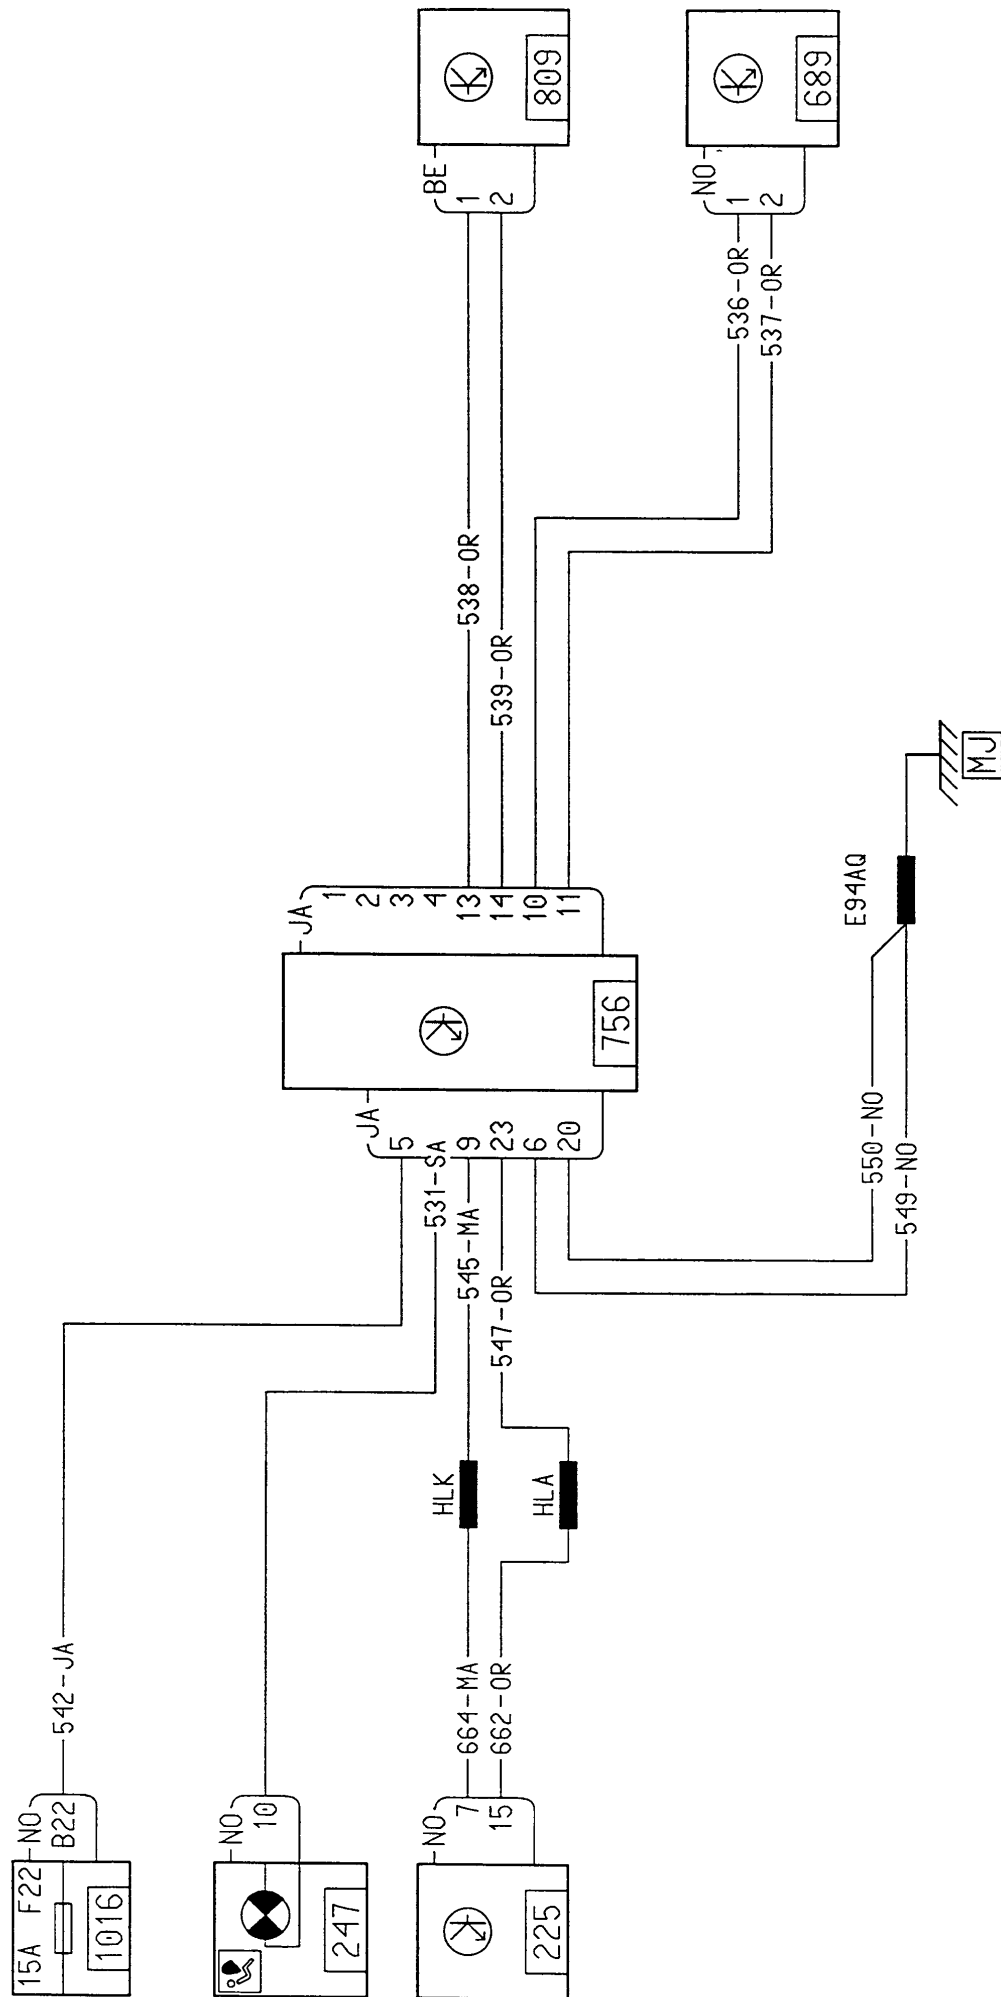 15A F22
NO
B22
1016
542-JA
NO
10
247
531-SA
NO
7
15
225
664-MA
662-OR
HLK
HLA
545-MA
547-OR
JA
5
9
23
6
20
756
JA
1
2
3
4
13
14
10
11
550-NO
549-NO
E94AQ
MJ
538-OR
539-OR
BE
1
2
809
536-OR
537-OR
NO
1
2
689